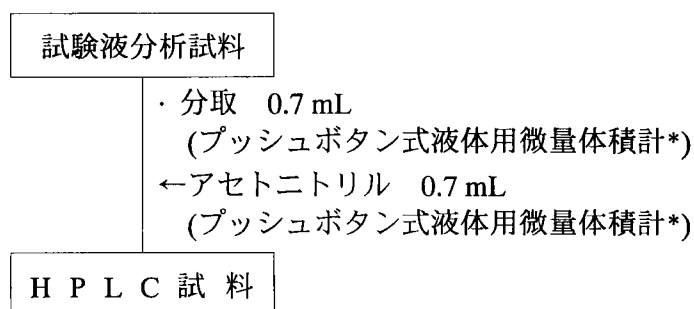 試験液分析試料
・分取 0.7 mL
(プッシュボタン式液体用微量体積計*)
←アセトニトリル 0.7 mL
(プッシュボタン式液体用微量体積計*)
H P L C 試 料